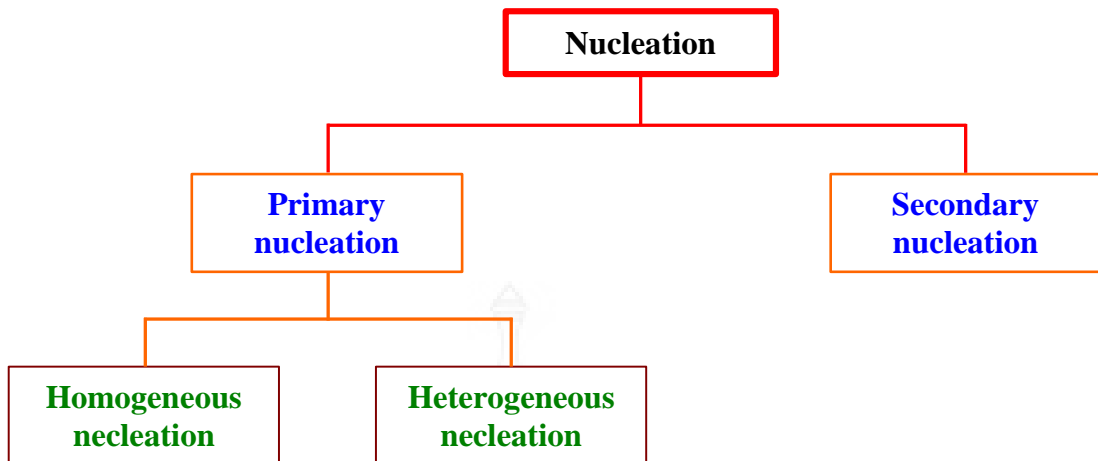 Nucleation
Primary
nucleation
Secondary
nucleation
Homogeneous
necleation
Heterogeneous
necleation